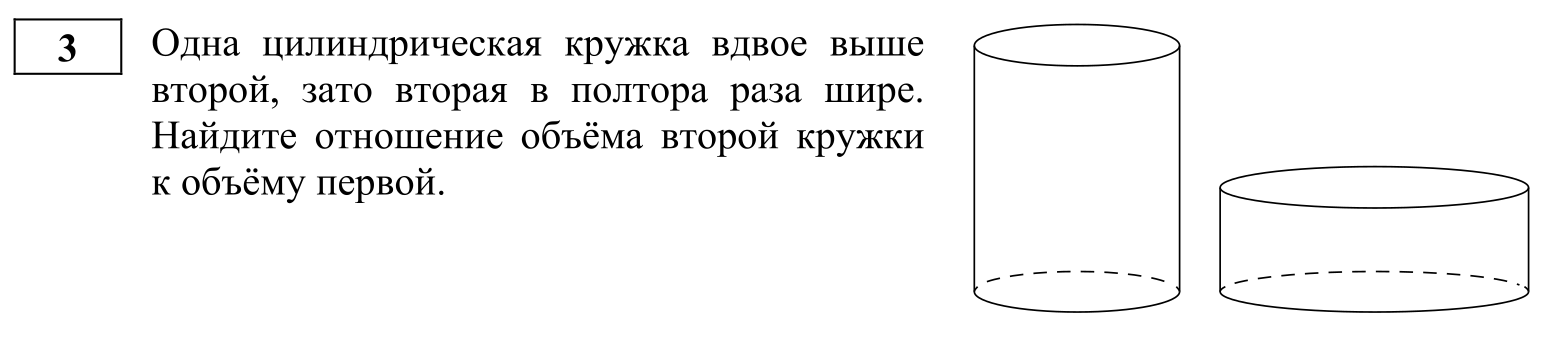 3
Одна цилиндрическая кружка вдвое выше
второй, зато вторая в полтора раза шире.
Найдите отношение объёма второй кружки
к объёму первой.